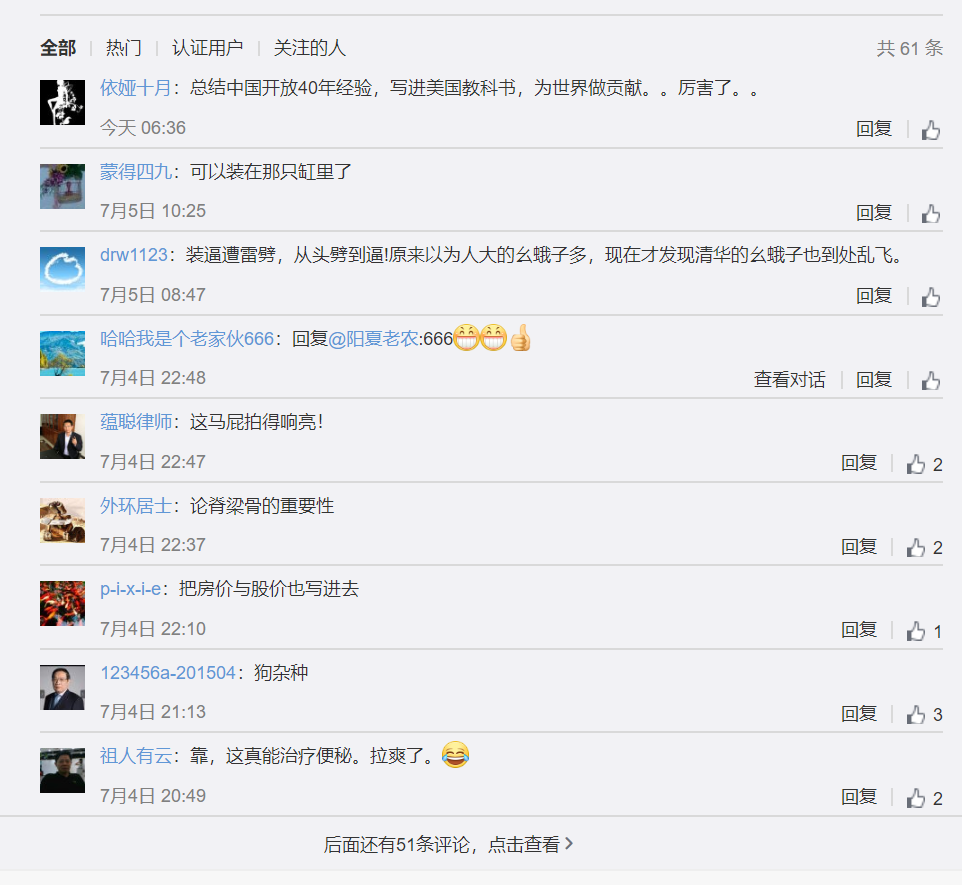 全部 热门 认证用户 关注的人 共 61 条
依娅十月：总结中国开放40年经验，写进美国教科书，为世界做贡献。。厉害了。。
今天 06:36 回复
蒙得四九：可以装在那只缸里了
7月5日 10:25 回复
drw1123：装逼遭雷劈，从头劈到逼!原来以为人大的幺蛾子多，现在才发现清华的幺蛾子也到处乱飞。
7月5日 08:47 回复
哈哈我是个老家伙666：回复@阳夏老农:666😁😁👍
7月4日 22:48 查看对话 回复
蕴聪律师：这马屁拍得响亮！
7月4日 22:47 回复 2
外环居士：论脊梁骨的重要性
7月4日 22:37 回复 2
p-i-x-i-e：把房价与股价也写进去
7月4日 22:10 回复 1
123456a-201504：狗杂种
7月4日 21:13 回复 3
祖人有云：靠，这真能治疗便秘。拉爽了。😂
7月4日 20:49 回复 2
后面还有51条评论，点击查看>